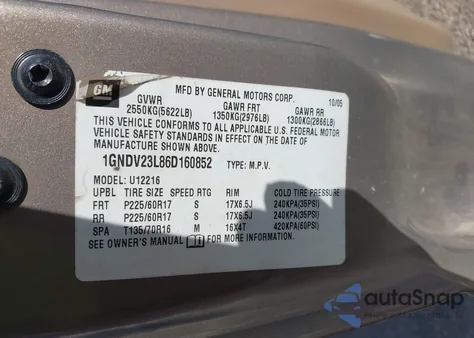 GM
MFD BY GENERAL MOTORS CORP. 10/05
GVWR GAWR FRT GAWR RR
2550KG(5622LB) 1350KG(2976LB) 1300KG(2866LB)
THIS VEHICLE CONFORMS TO ALL APPLICABLE U.S. FEDERAL MOTOR
VEHICLE SAFETY STANDARDS IN EFFECT ON THE DATE OF
MANUFACTURE SHOWN ABOVE.
1GNDV23L86D160852 TYPE: M.P.V.
MODEL: U12216
UPBL TIRE SIZE SPEED RTG RIM COLD TIRE PRESSURE
FRT P225/60R17 S 17X6.5J 240KPA(35PSI)
RR P225/60R17 S 17X6.5J 240KPA(35PSI)
SPA T135/70R16 M 16X4T 420KPA(60PSI)
SEE OWNER'S MANUAL FOR MORE INFORMATION.
autoSnap